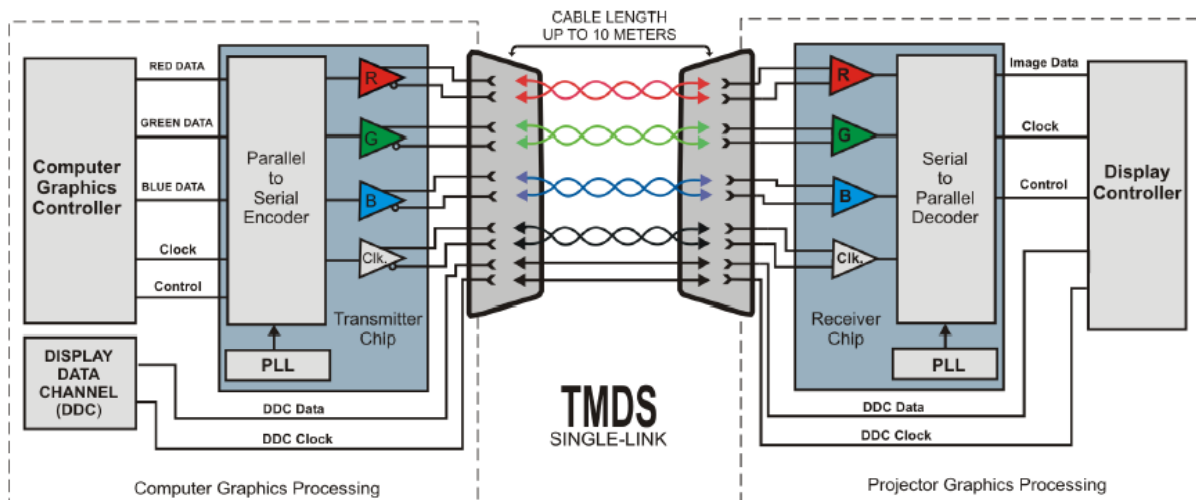 CABLE LENGTH
UP TO 10 METERS
Computer
Graphics
Controller
RED DATA
GREEN DATA
BLUE DATA
Clock
Control
Parallel
to
Serial
Encoder
R
G
B
Clk.
Transmitter
Chip
PLL
DISPLAY
DATA
CHANNEL
(DDC)
DDC Data
DDC Clock
Computer Graphics Processing
TMDS
SINGLE-LINK
R
G
B
Clk.
Receiver
Chip
Serial
to
Parallel
Decoder
PLL
Image Data
Clock
Control
Display
Controller
DDC Data
DDC Clock
Projector Graphics Processing